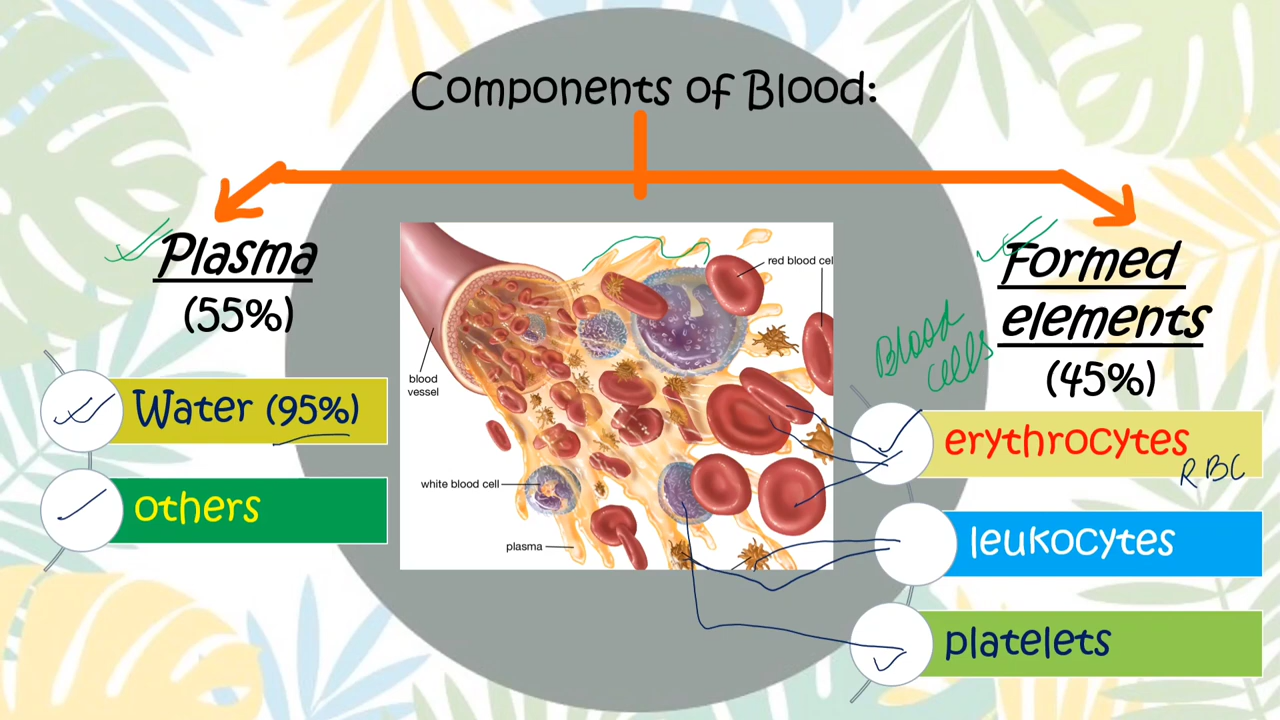 Components of Blood:
Plasma
(55%)
Water (95%)
others
blood
vessel
white blood cell
plasma
red blood cel
Formed
elements
(45%)
Blood
cells
erythrocytes
RBC
leukocytes
platelets